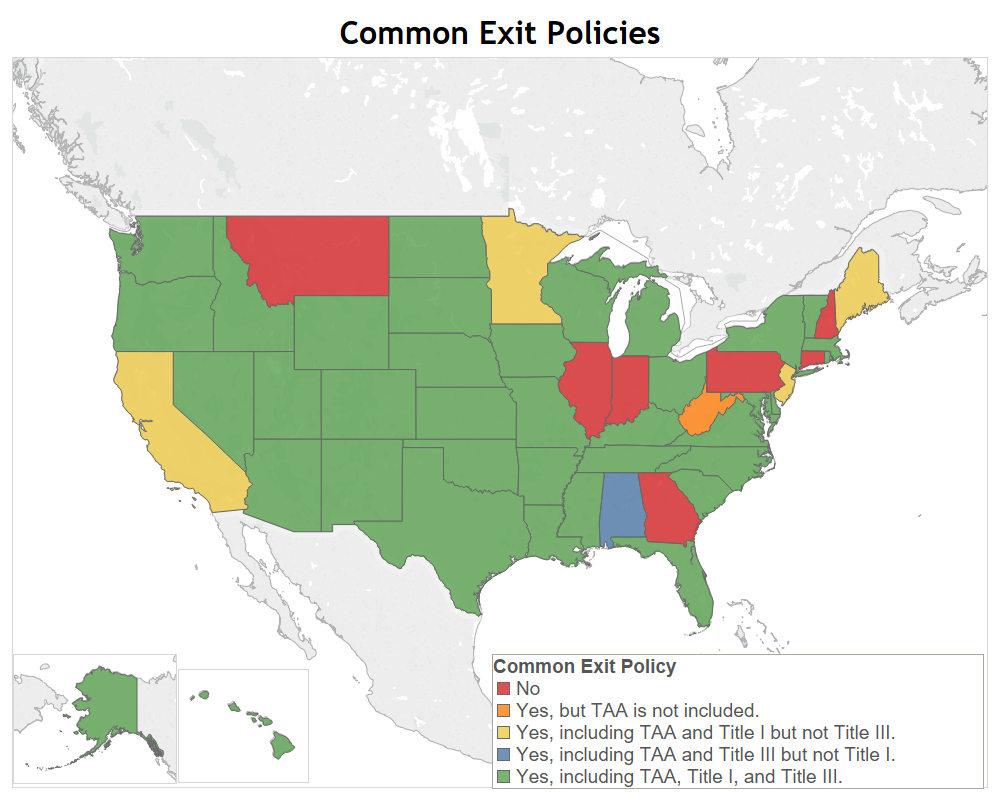 Common Exit Policies
Common Exit Policy
No
Yes, but TAA is not included.
Yes, including TAA and Title I but not Title III.
Yes, including TAA and Title III but not Title I.
Yes, including TAA, Title I, and Title III.